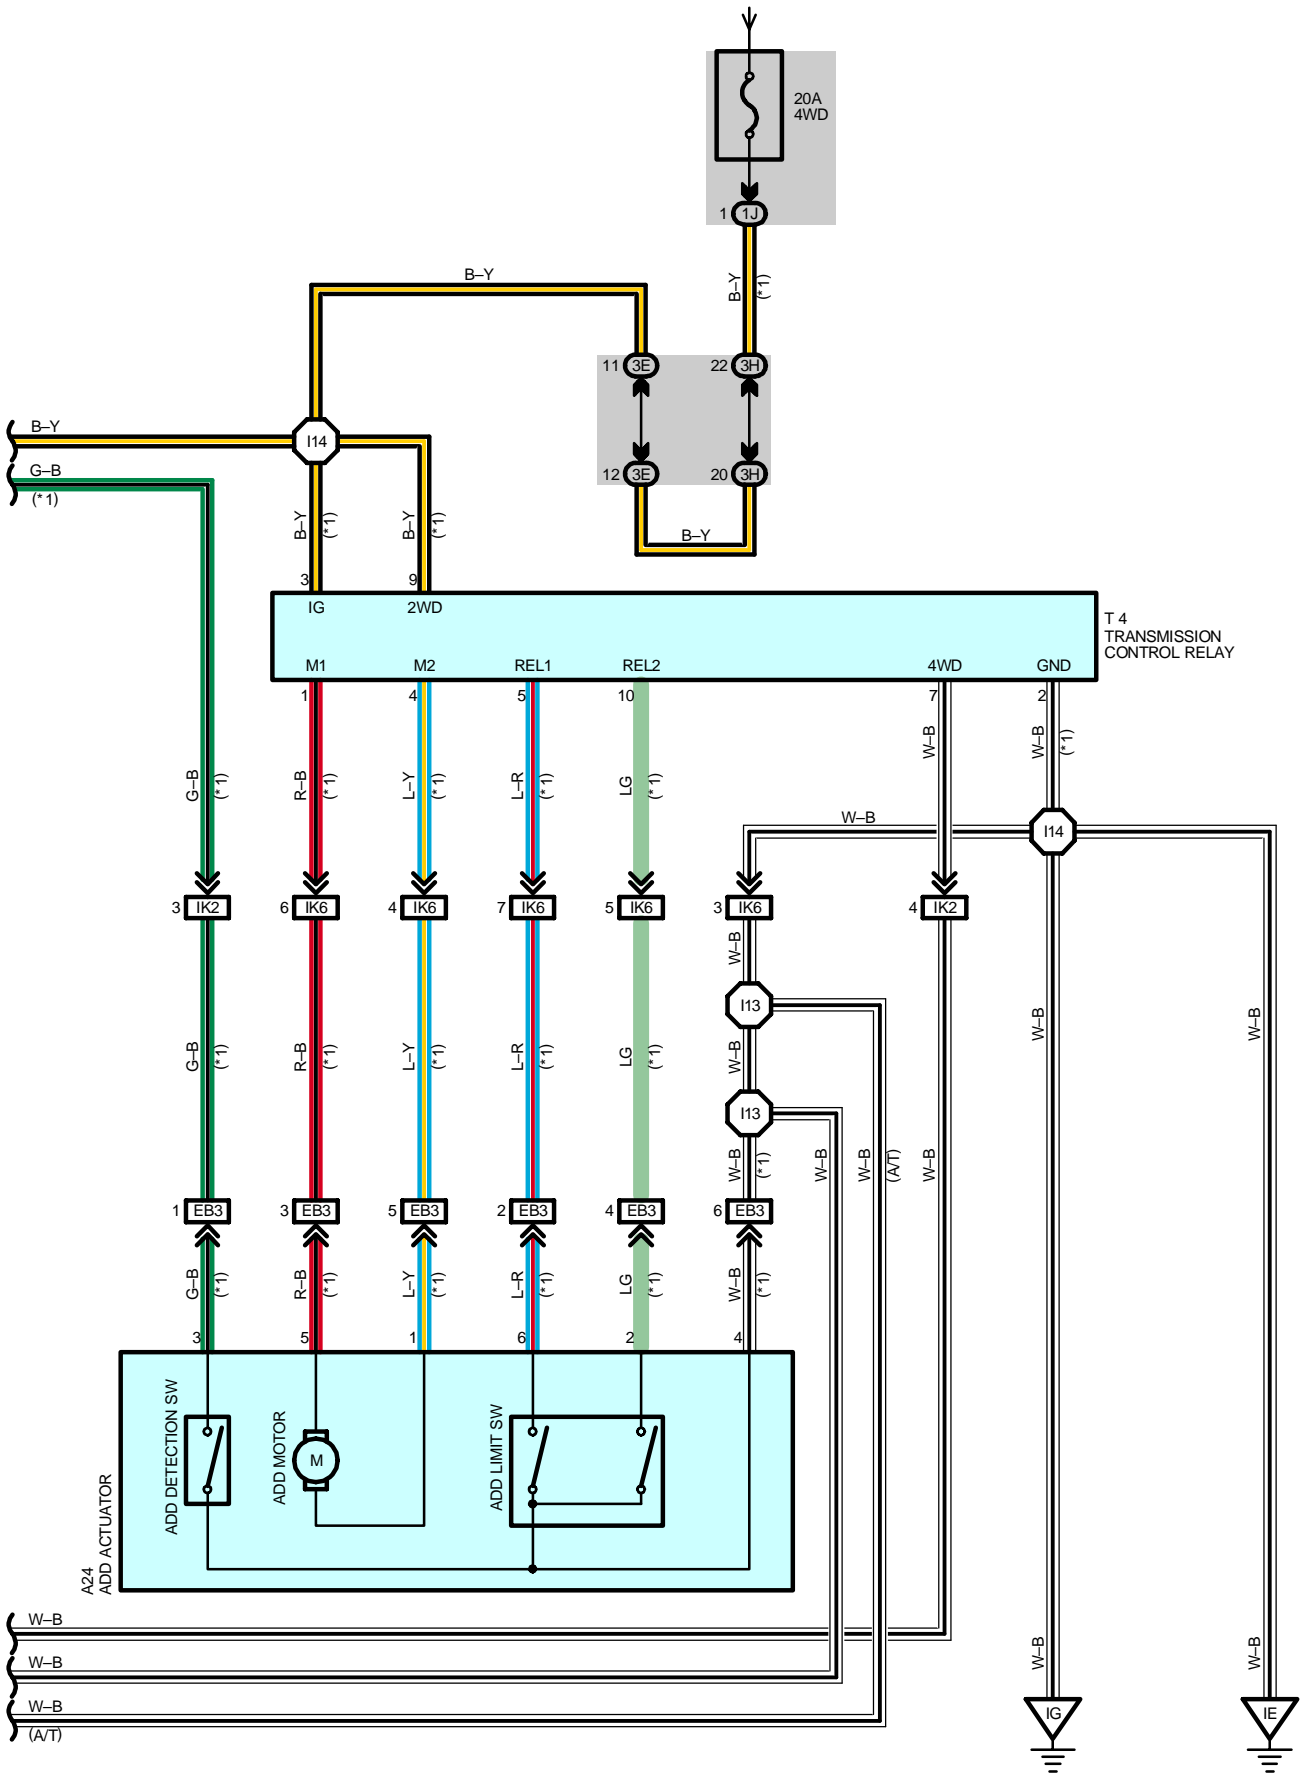 20A
4WD
1 1J
B–Y
B–Y
(*1)
11 3E
22 3H
B–Y
I14
G–B
(*1)
12 3E
20 3H
B–Y
(*1)
B–Y
(*1)
B–Y
3
9
IG
2WD
T 4
TRANSMISSION
CONTROL RELAY
M1
M2
REL1
REL2
4WD
GND
1
4
5
10
7
2
W–B
W–B
(*1)
G–B
(*1)
R–B
(*1)
L–Y
(*1)
L–R
(*1)
LG
(*1)
W–B
I14
3 IK2
6 IK6
4 IK6
7 IK6
5 IK6
3 IK6
4 IK2
W–B
I13
G–B
(*1)
R–B
(*1)
L–Y
(*1)
L–R
(*1)
LG
(*1)
W–B
W–B
W–B
I13
W–B
(*1)
W–B
W–B
(A/T)
W–B
1 EB3
3 EB3
5 EB3
2 EB3
4 EB3
6 EB3
G–B
(*1)
R–B
(*1)
L–Y
(*1)
L–R
(*1)
LG
(*1)
W–B
(*1)
3
5
1
6
2
4
ADD DETECTION SW
ADD MOTOR
M
ADD LIMIT SW
A24
ADD ACTUATOR
W–B
W–B
W–B
(A/T)
W–B
W–B
IG
IE